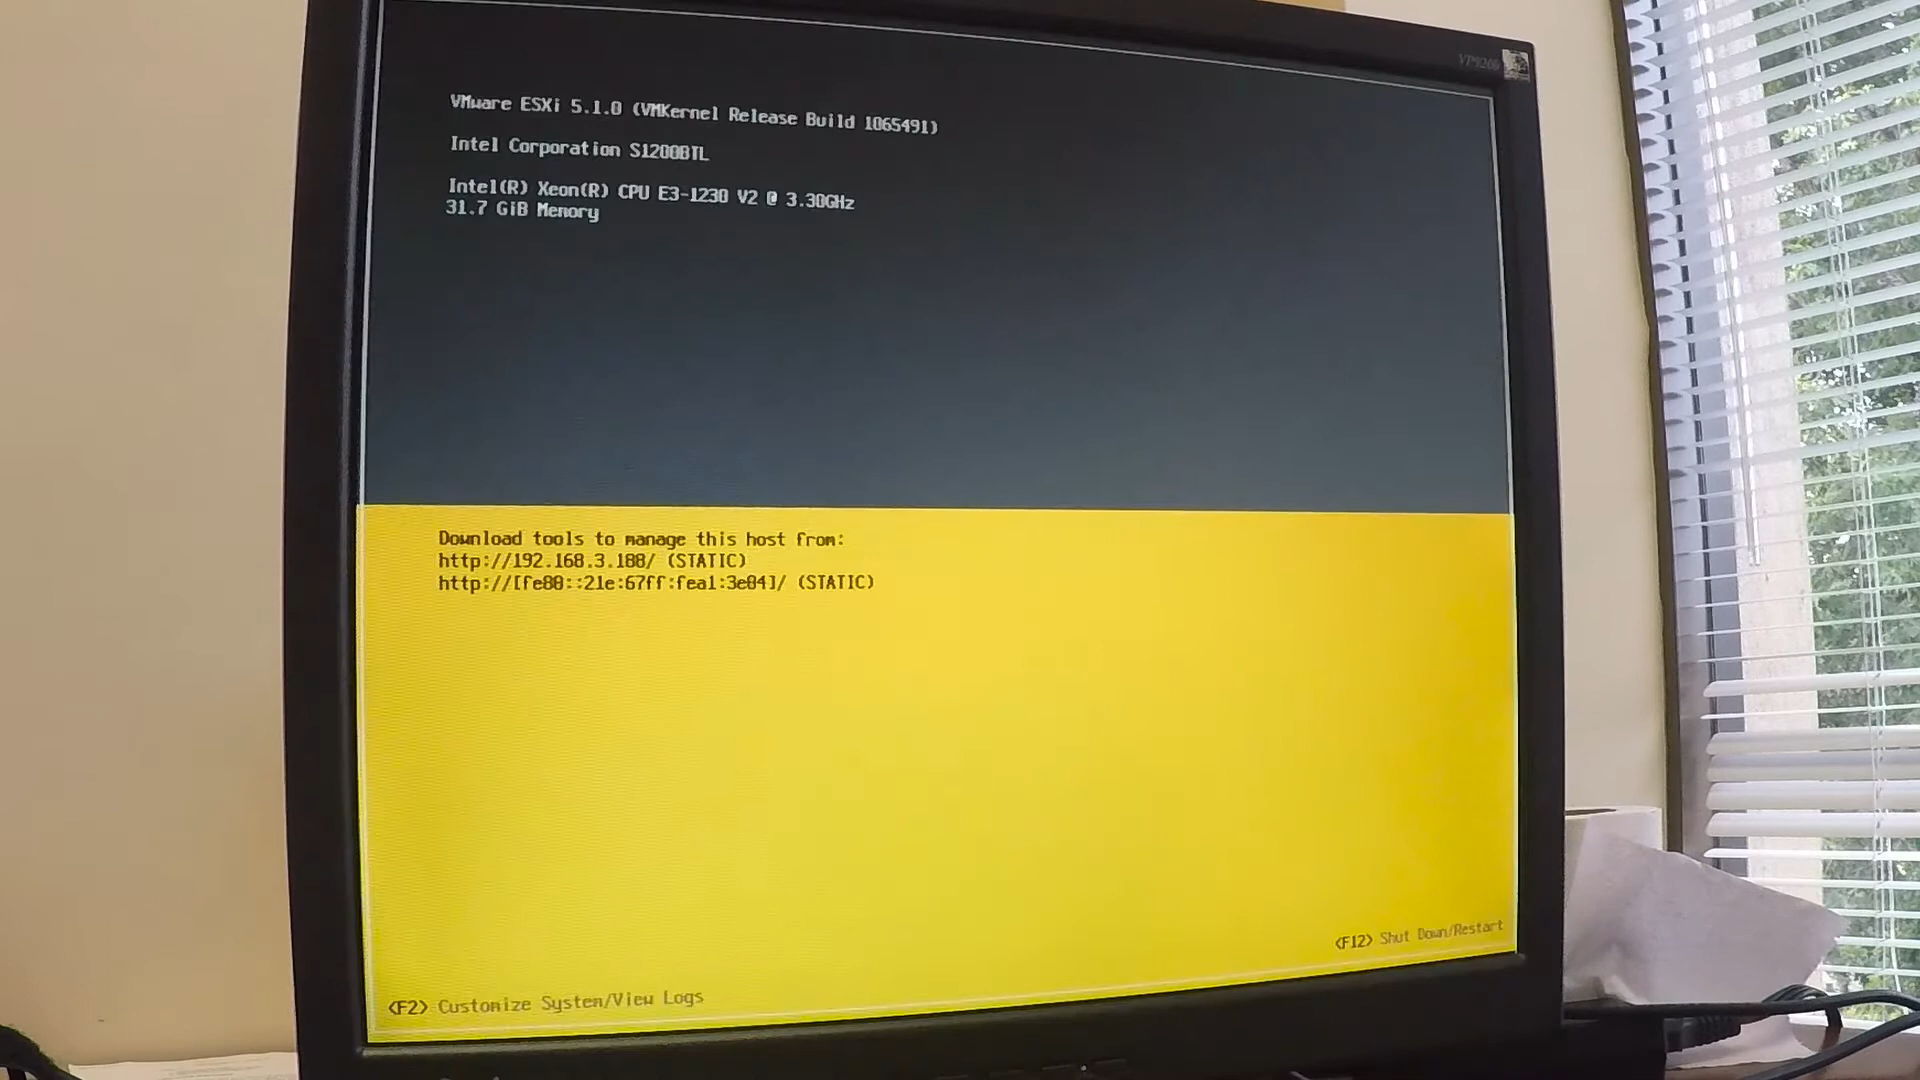 VMware ESXi 5.1.0 (VMKernel Release Build 1065491)
Intel Corporation S1200BTL
Intel(R) Xeon(R) CPU E3-1230 V2 @ 3.30GHz
31.7 GiB Memory
Download tools to manage this host from:
http://192.168.3.188/ (STATIC)
http://[fe80::21e:67ff:fea1:3e04]/ (STATIC)
<F2> Customize System/View Logs
<F12> Shut Down/Restart